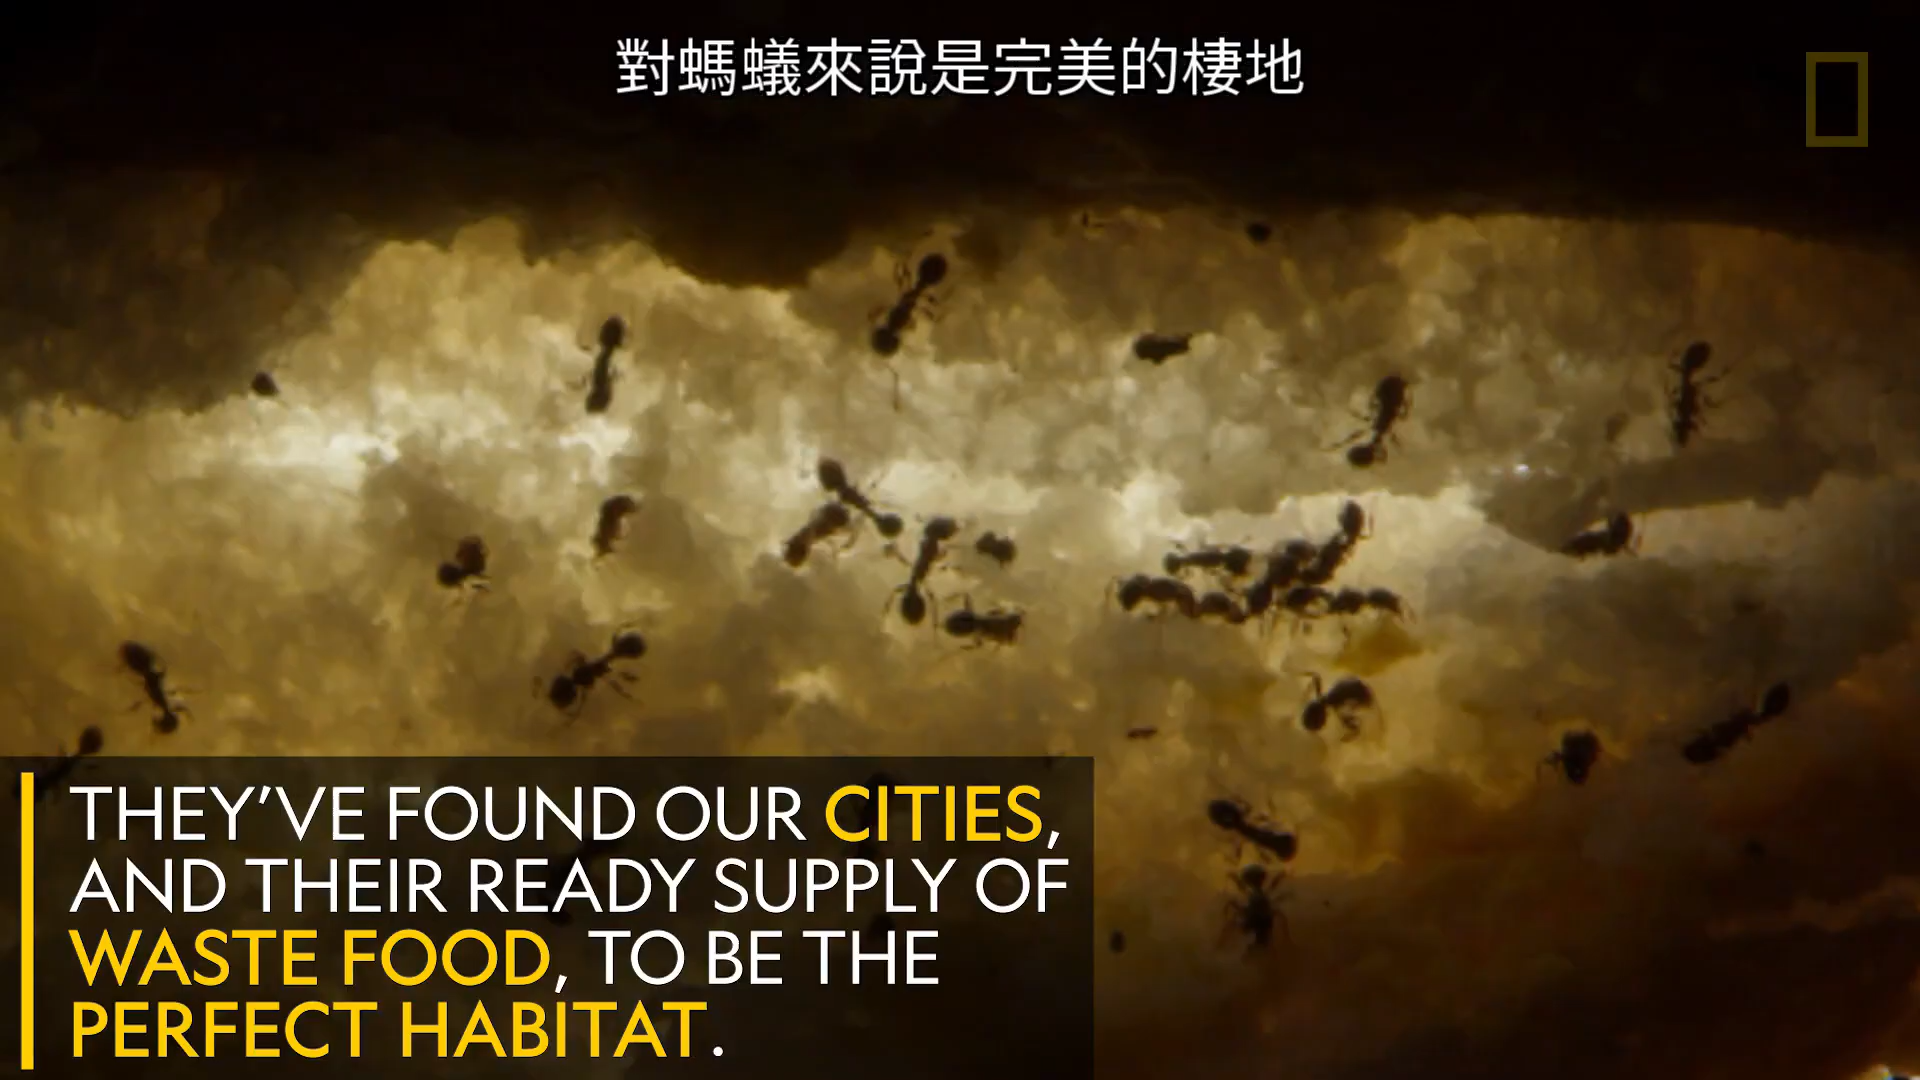 對螞蟻來說是完美的棲地
THEY'VE FOUND OUR CITIES,
AND THEIR READY SUPPLY OF
WASTE FOOD, TO BE THE
PERFECT HABITAT.